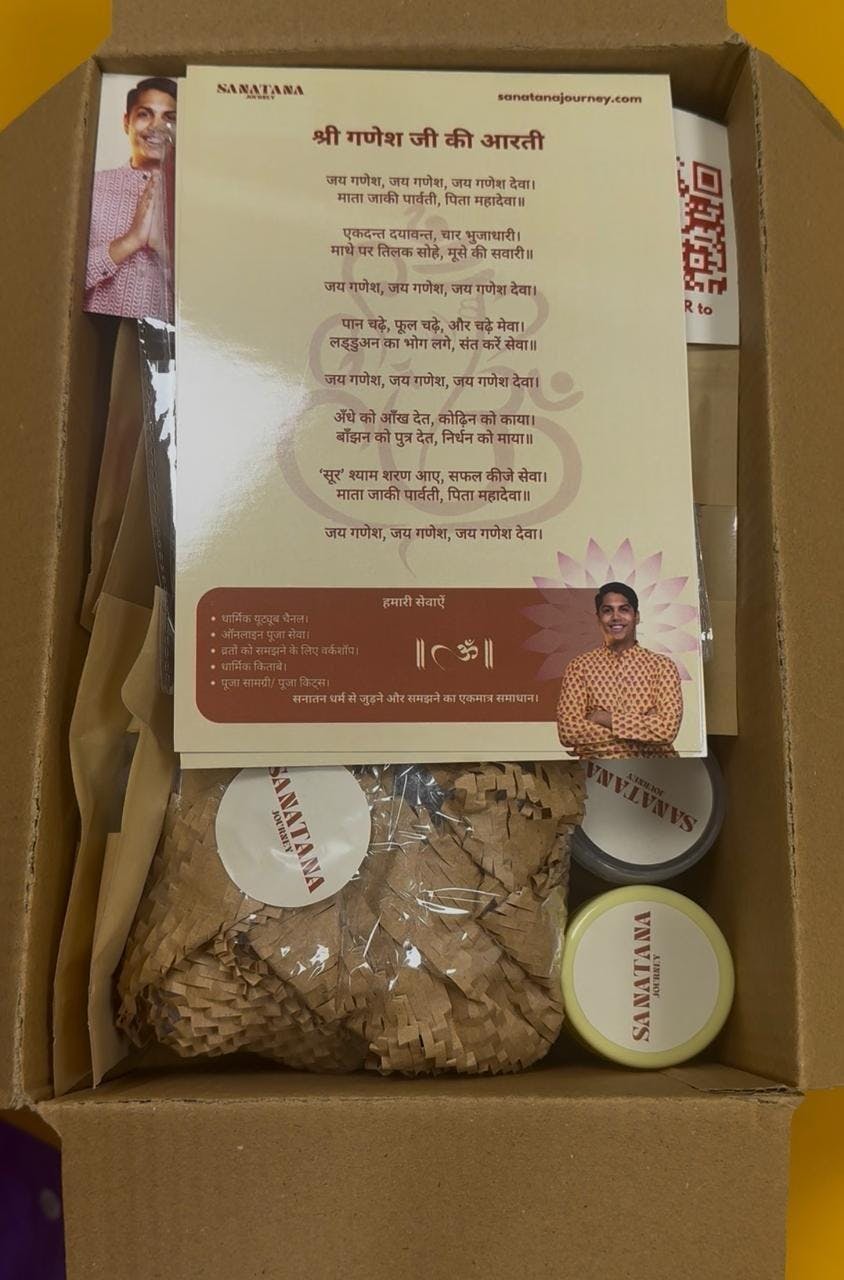 SANATANA
JOURNEY
sanatanajourney.com
श्री गणेश जी की आरती
जय गणेश, जय गणेश, जय गणेश देवा।
माता जाकी पार्वती, पिता महादेवा॥
एकदन्त दयावन्त, चार भुजाधारी।
माथे पर तिलक सोहे, मूसे की सवारी॥
जय गणेश, जय गणेश, जय गणेश देवा।
पान चढ़े, फूल चढ़े, और चढ़े मेवा।
लड्डुअन का भोग लगे, संत करें सेवा॥
जय गणेश, जय गणेश, जय गणेश देवा।
अँधे को आँख देत, कोढ़िन को काया।
बाँझन को पुत्र देत, निर्धन को माया॥
‘सूर’ श्याम शरण आए, सफल कीजे सेवा।
माता जाकी पार्वती, पिता महादेवा॥
जय गणेश, जय गणेश, जय गणेश देवा।
हमारी सेवाऐं
• धार्मिक यूट्यूब चैनल।
• ऑनलाइन पूजा सेवा।
• व्रतों को समझने के लिए वर्कशॉप।
• धार्मिक किताबें।
• पूजा सामग्री/ पूजा किट्स।
॥ ॐ ॥
सनातन धर्म से जुड़ने और समझने का एकमात्र समाधान।
R to
SANATANA
JOURNEY
SANATANA
JOURNEY
SANATANA
JOURNEY